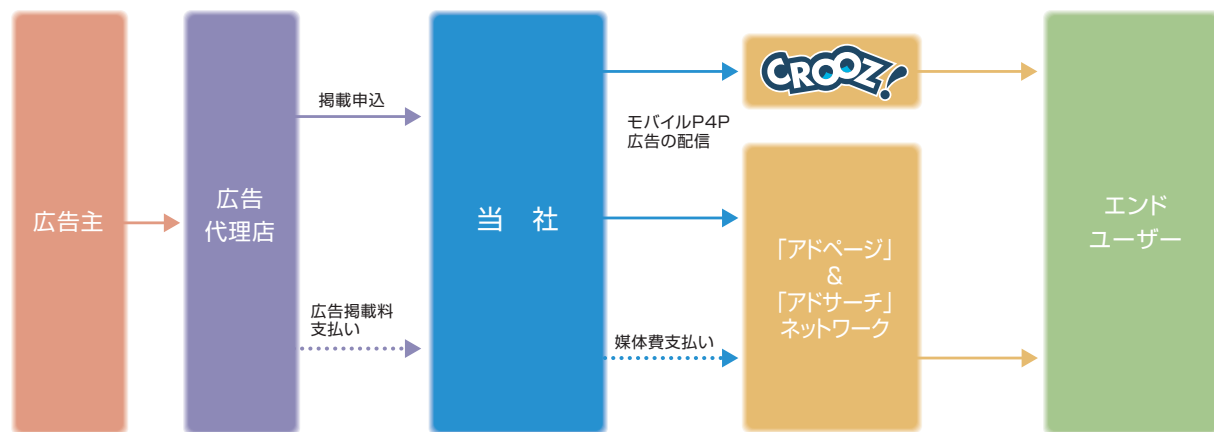 広告主
広告
代理店
掲載申込
広告掲載料
支払い
当　社
モバイルP4P
広告の配信
媒体費支払い
CROOZ!
「アドページ」
&
「アドサーチ」
ネットワーク
エンド
ユーザー